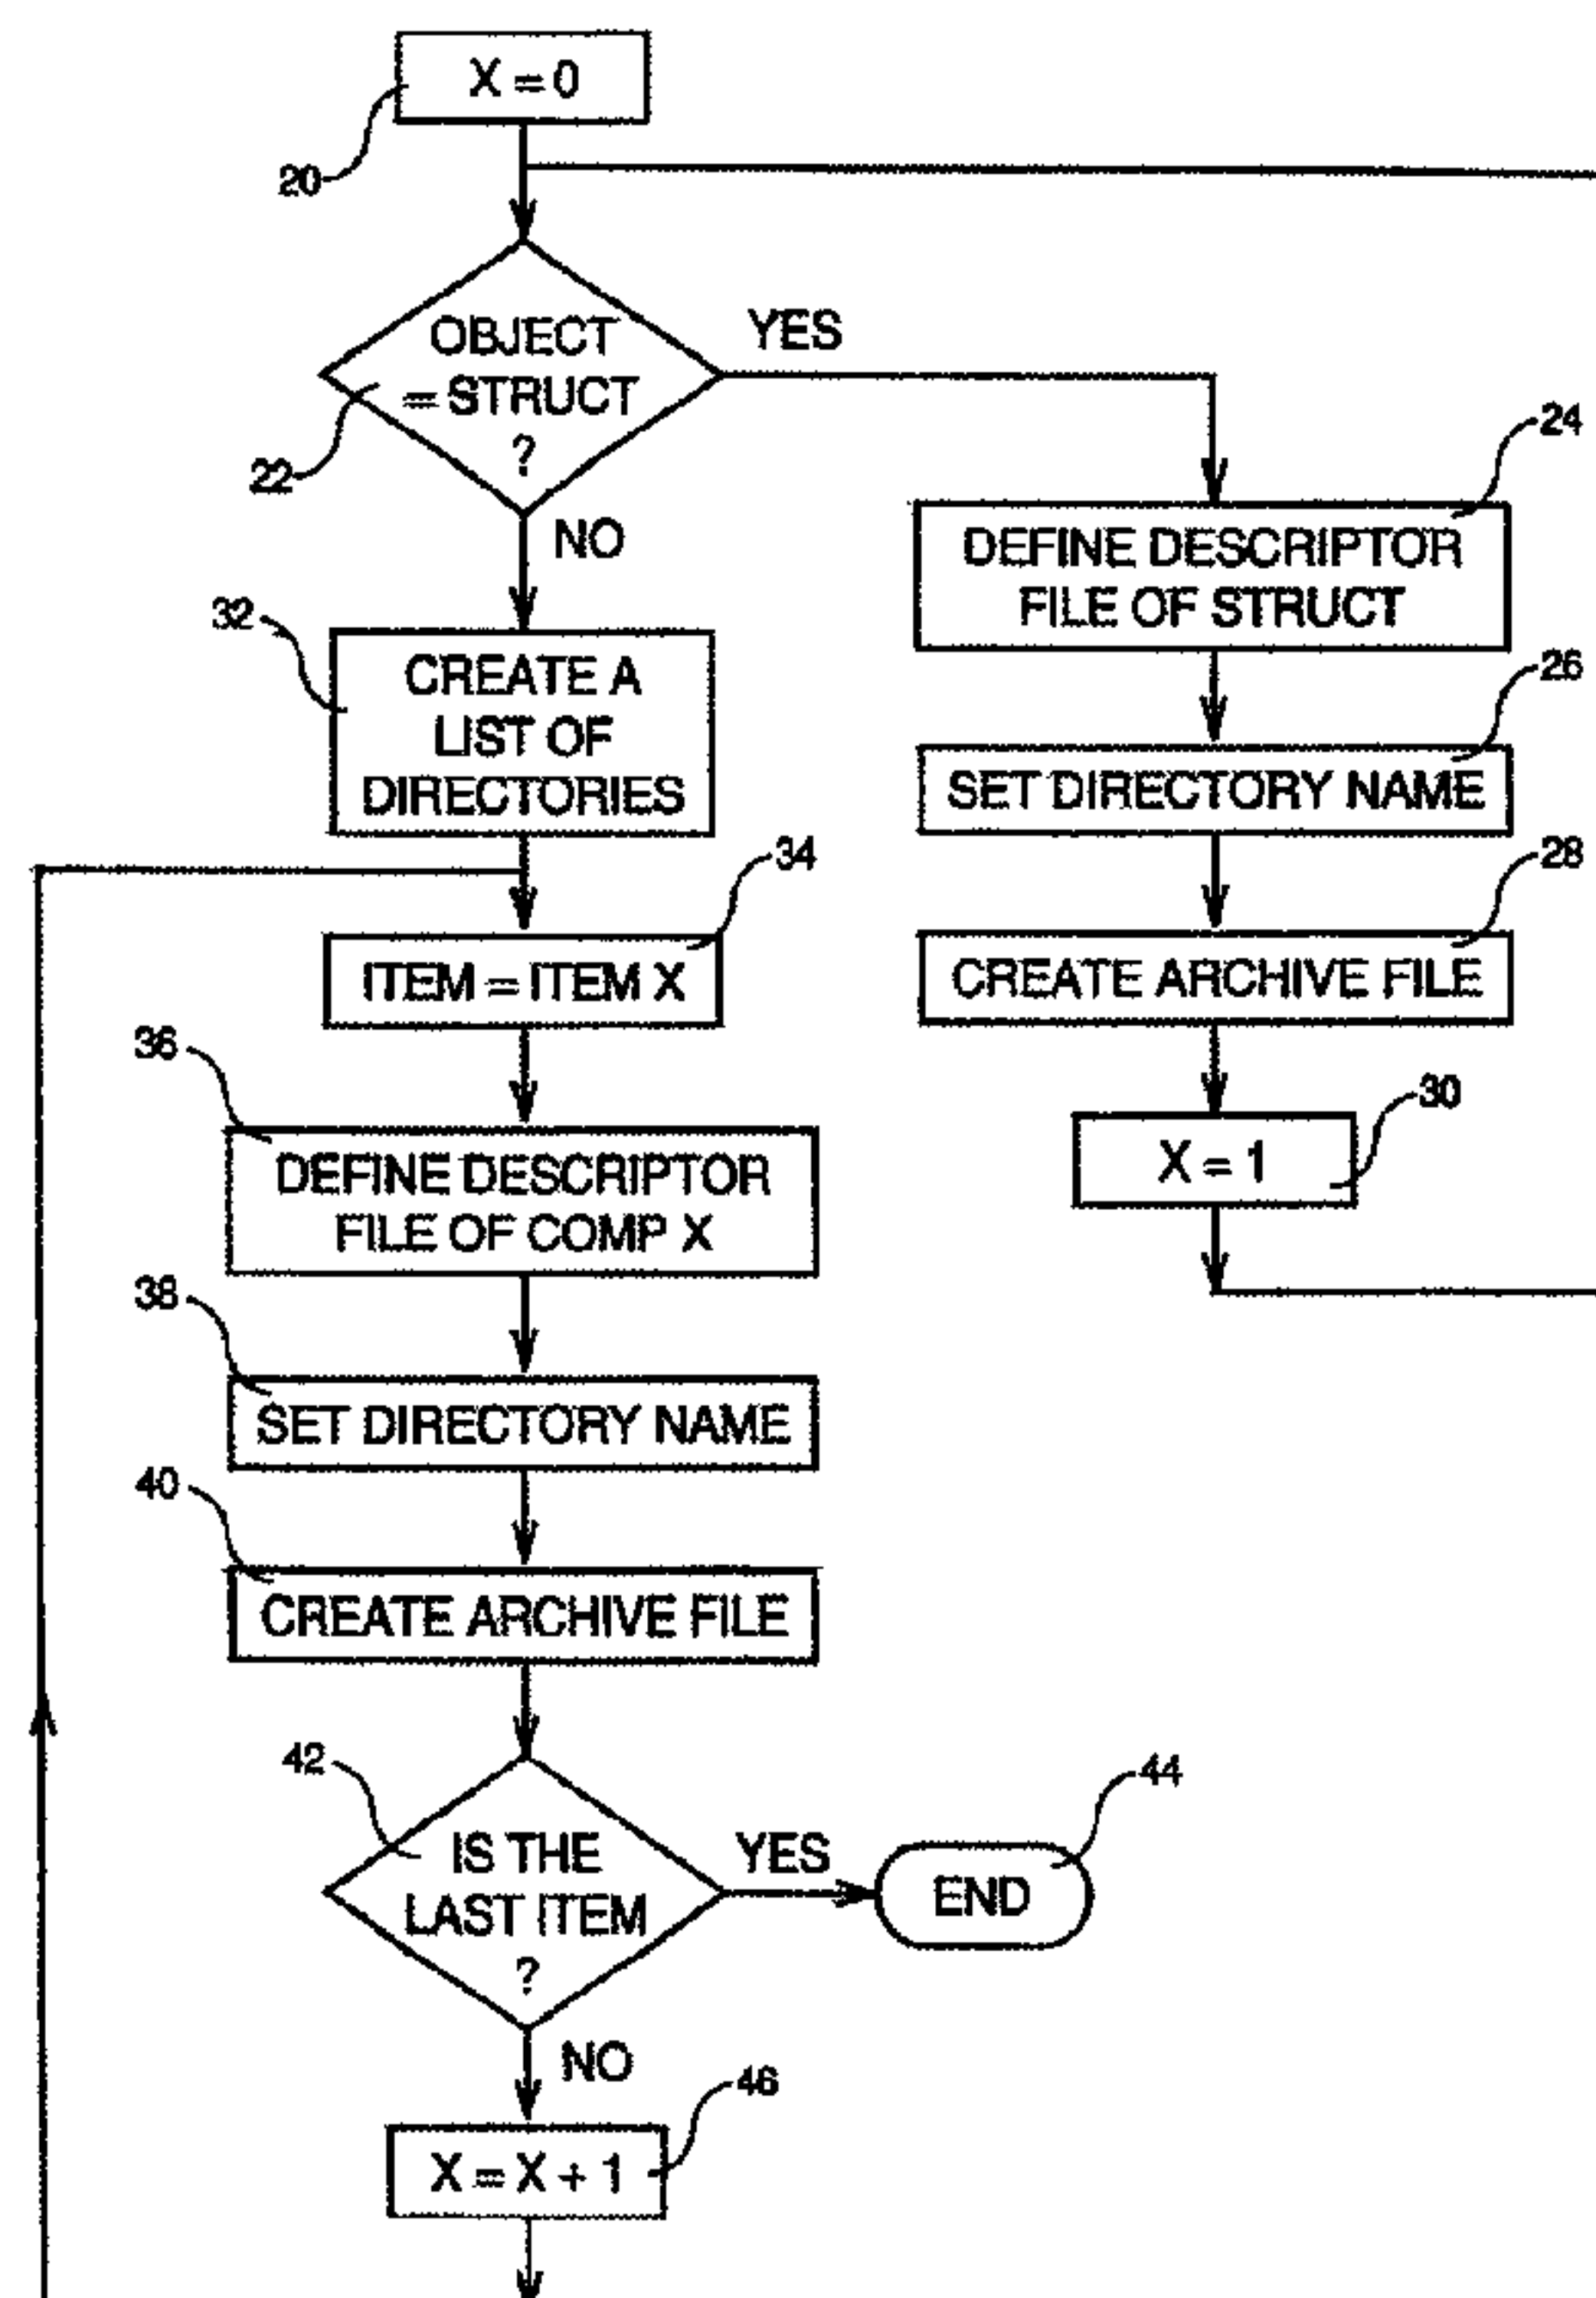 X = 0
20
OBJECT
= STRUCT
?
YES
22
NO
24
DEFINE DESCRIPTOR
FILE OF STRUCT
32
CREATE A
LIST OF
DIRECTORIES
26
SET DIRECTORY NAME
34
28
ITEM = ITEM X
CREATE ARCHIVE FILE
36
30
DEFINE DESCRIPTOR
FILE OF COMP X
X = 1
38
SET DIRECTORY NAME
40
CREATE ARCHIVE FILE
42
44
IS THE
LAST ITEM
?
YES
END
NO
46
X = X + 1